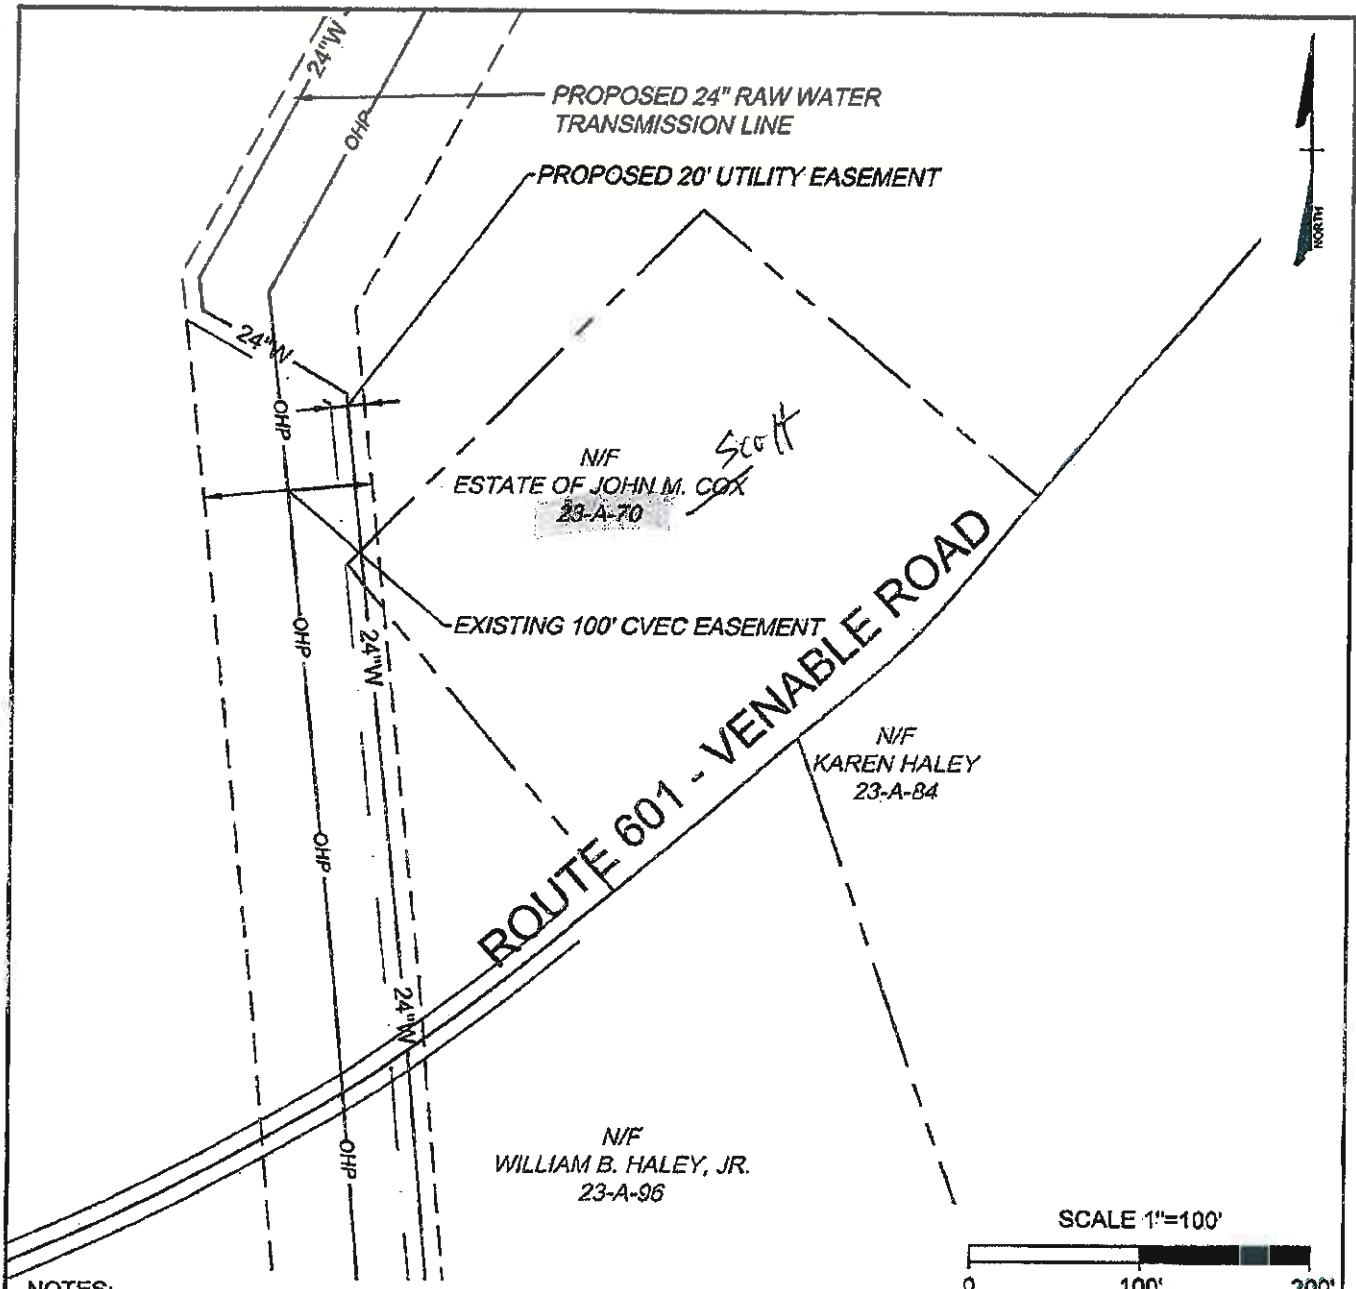 24"W
OHP
PROPOSED 24" RAW WATER
TRANSMISSION LINE
PROPOSED 20' UTILITY EASEMENT
NORTH
24"W
OHP
Scott
N/F
ESTATE OF JOHN M. COX
23-A-70
OHP
EXISTING 100' CVEC EASEMENT
24"W
ROUTE 601 - VENABLE ROAD
N/F
KAREN HALEY
23-A-84
OHP
24"W
OHP
N/F
WILLIAM B. HALEY, JR.
23-A-96
SCALE 1"=100'
0 100' 200'
NOTES: